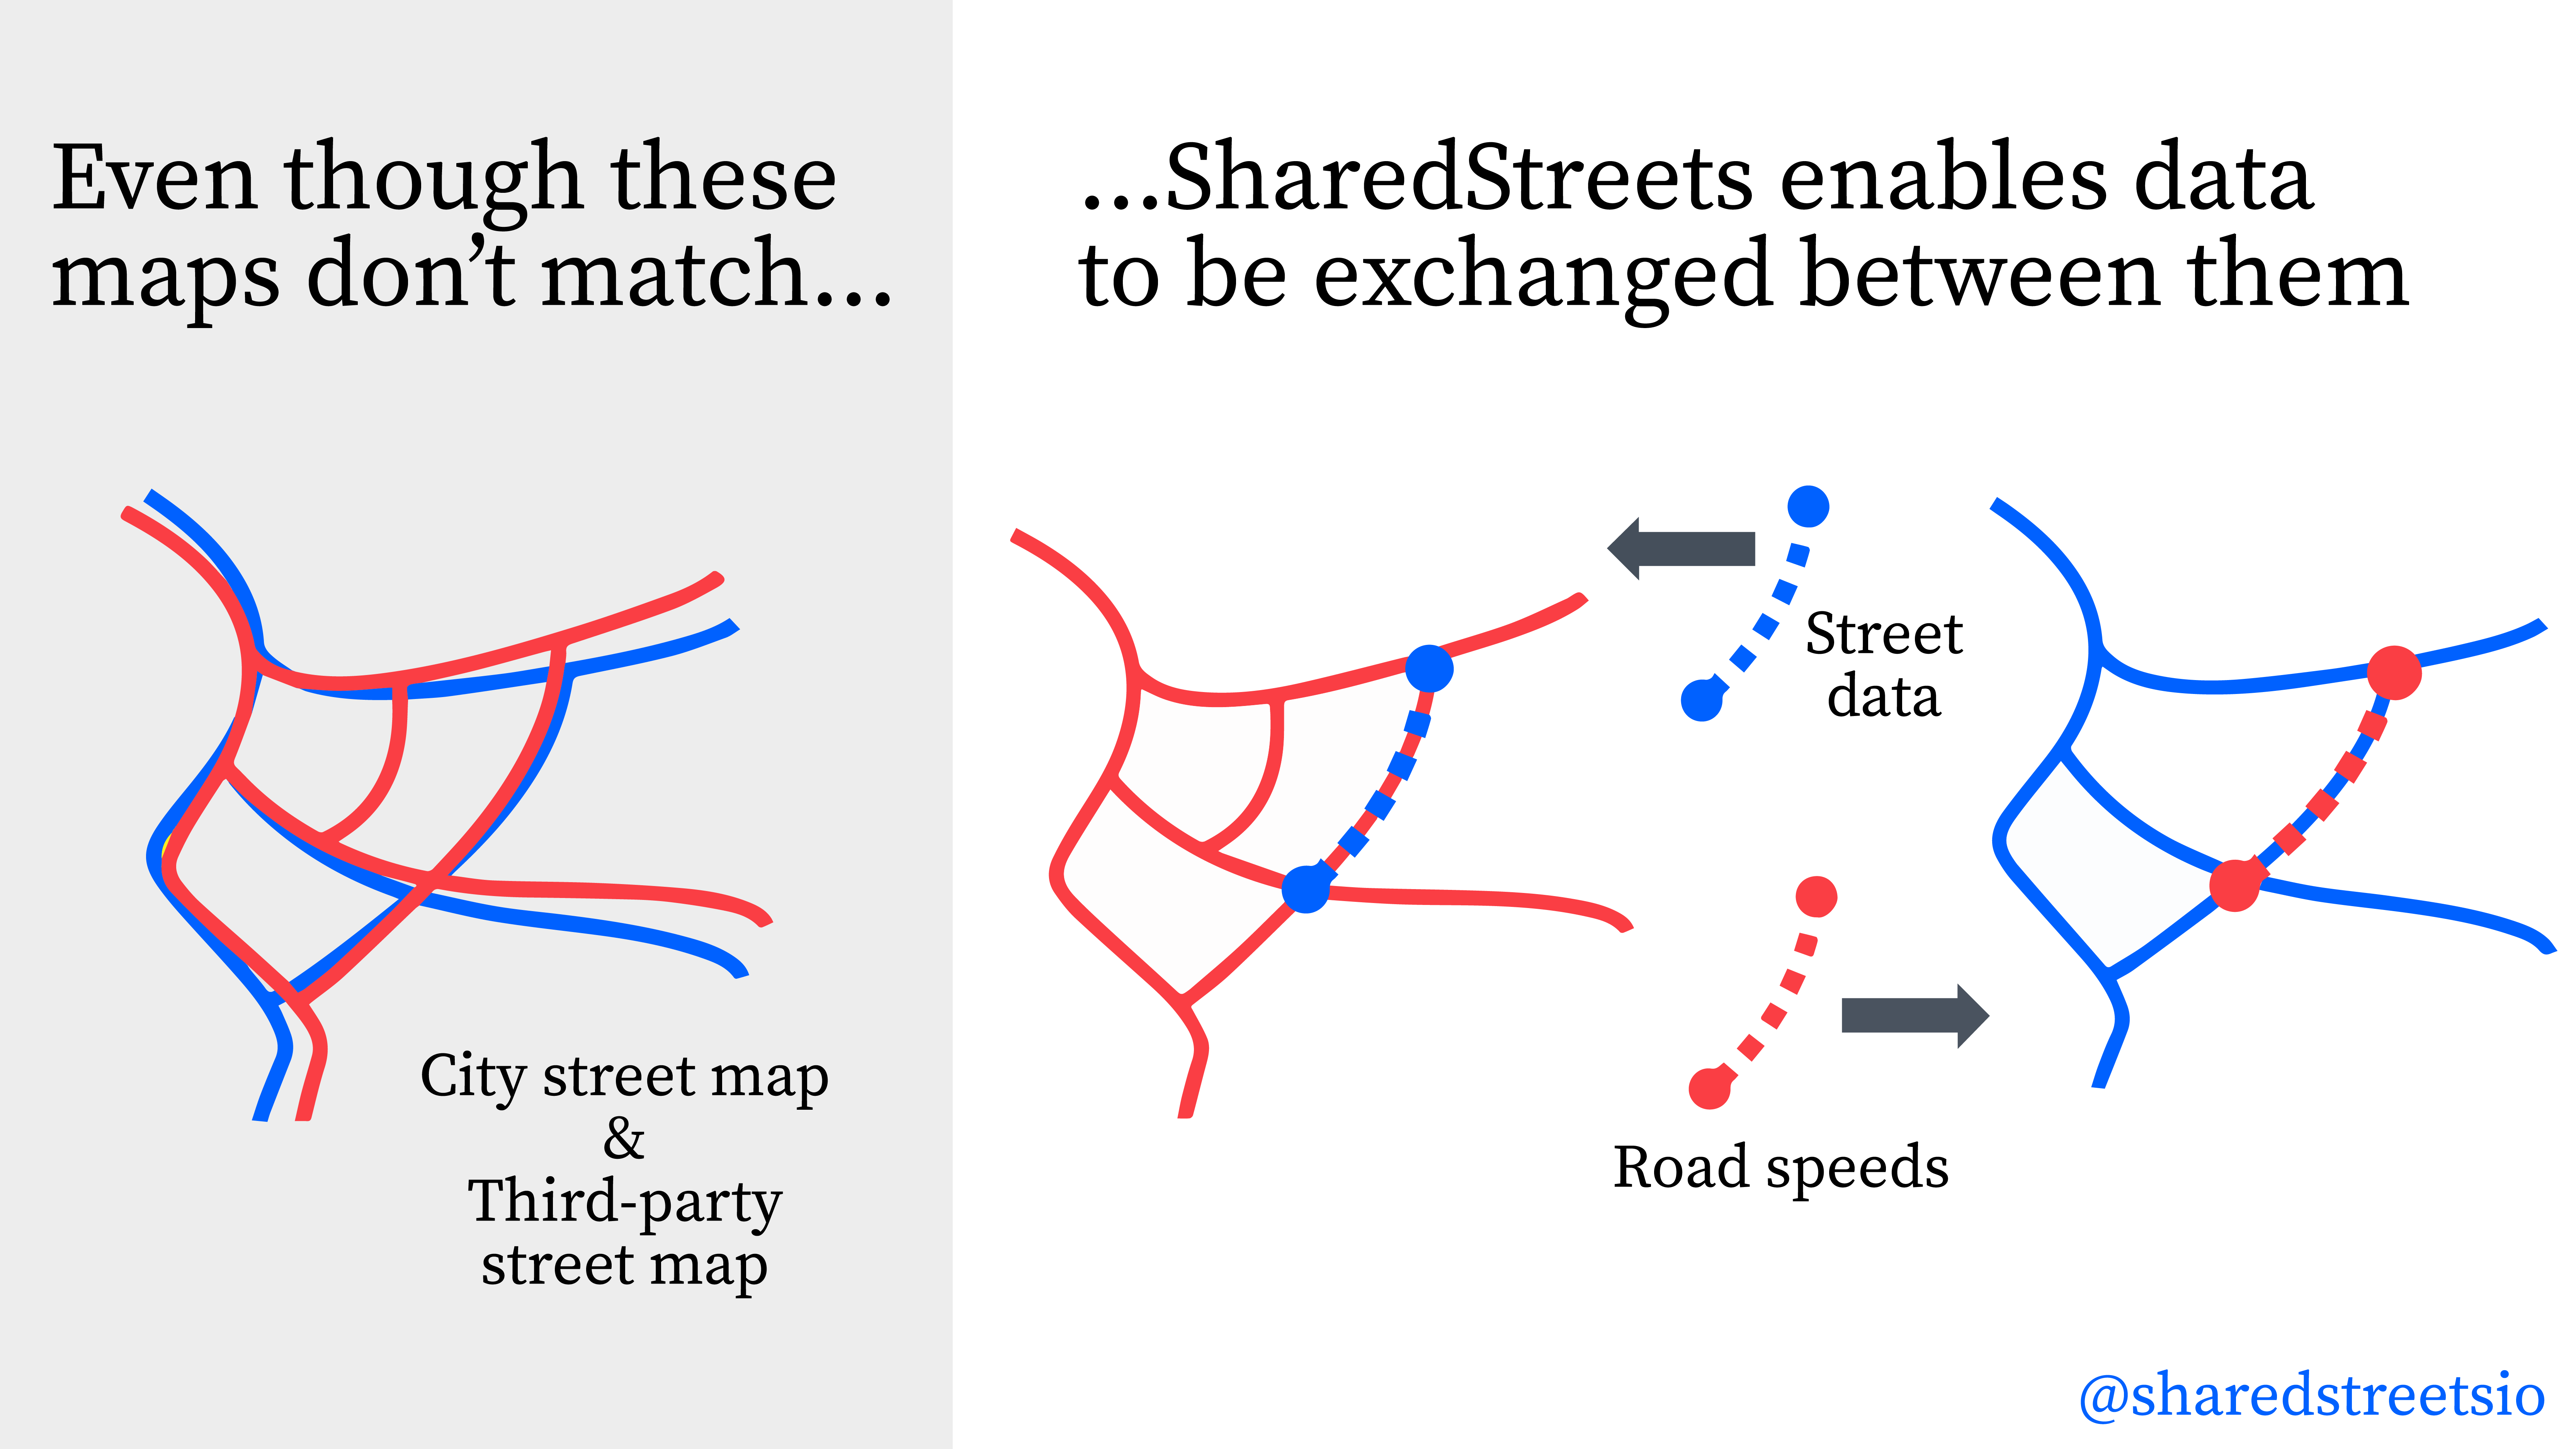 Even though these
maps don’t match...
...SharedStreets enables data
to be exchanged between them
Street
data
City street map
&
Third-party
street map
Road speeds
@sharedstreetsio